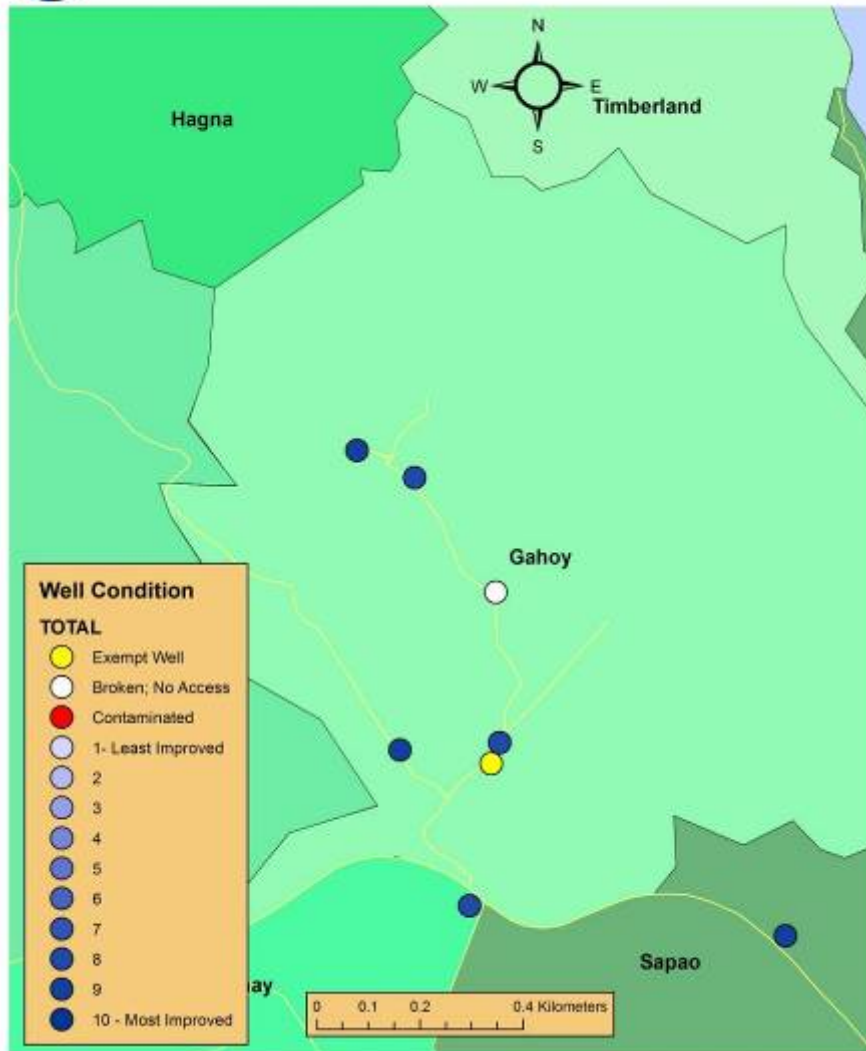 N
W E
S
Hagna
Timberland
Gahoy
Well Condition
TOTAL
Exempt Well
Broken; No Access
Contaminated
1- Least Improved
2
3
4
5
6
7
8
9
10 - Most Improved
Sapao
0 0.1 0.2 0.4 Kilometers